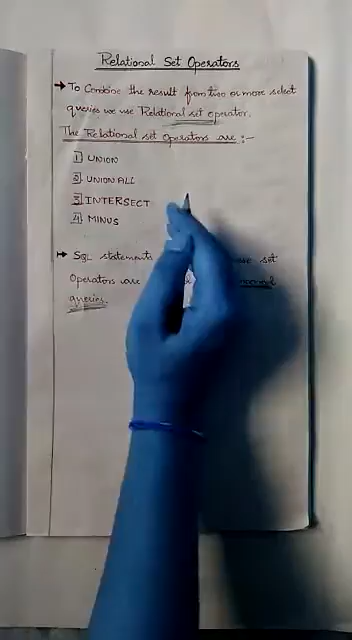 Relational Set Operators
→ To Combine the result from two or more select
queries we use Relational set operator.
The Relational set Operators are :-
1 UNION
2 UNION ALL
3 INTERSECT
4 MINUS
→ SQL statements set
Operators are
queries.